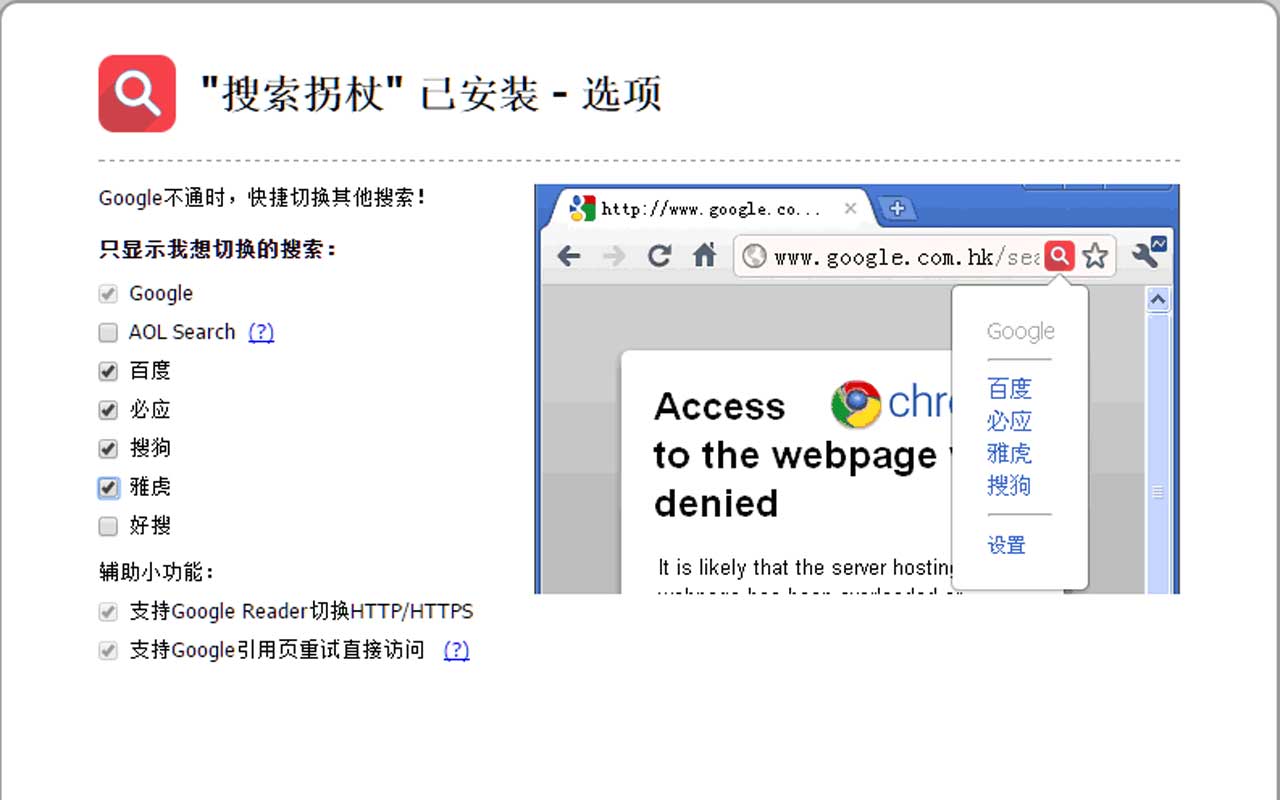 "搜索拐杖" 已安装 - 选项
Google不通时，快捷切换其他搜索！
只显示我想切换的搜索：
Google
AOL Search (?)
百度
必应
搜狗
雅虎
好搜
辅助小功能：
支持Google Reader切换HTTP/HTTPS
支持Google引用页重试直接访问 (?)
http://www.google.co...
www.google.com.hk/sea
Access
to the webpage
denied
chr
It is likely that the server hosting
Google
百度
必应
雅虎
搜狗
设置